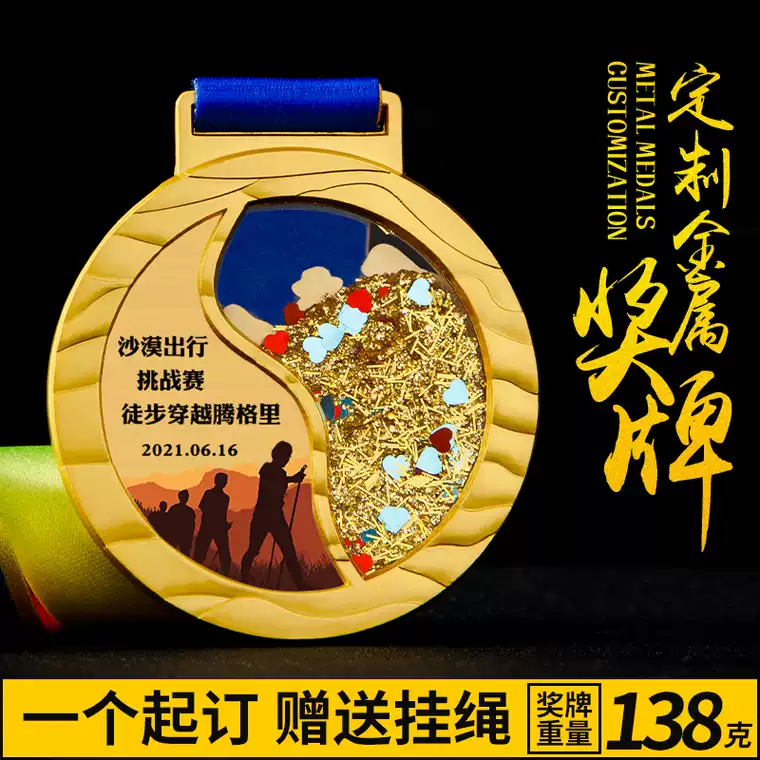 定制金属
奖牌
METAL MEDALS
CUSTOMIZATION
沙漠出行
挑战赛
徒步穿越腾格里
2021.06.16
一个起订 赠送挂绳 奖牌重量 138克